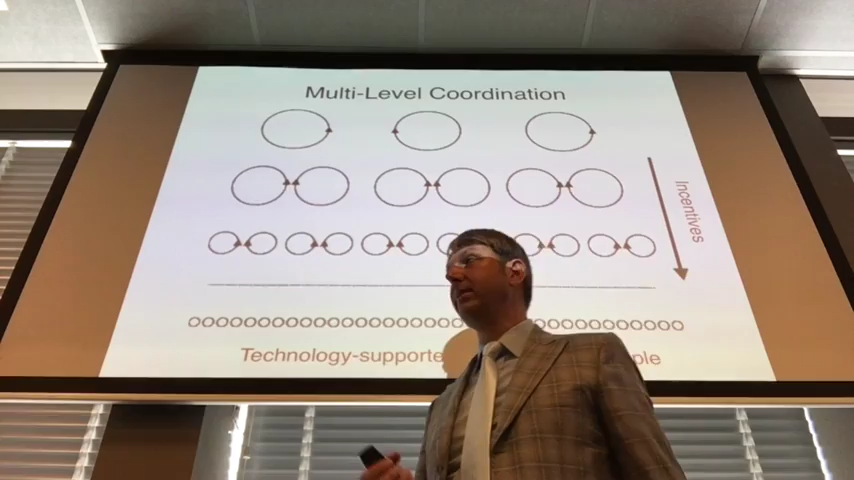 Multi-Level Coordination
Incentives
Technology-supporte
ple